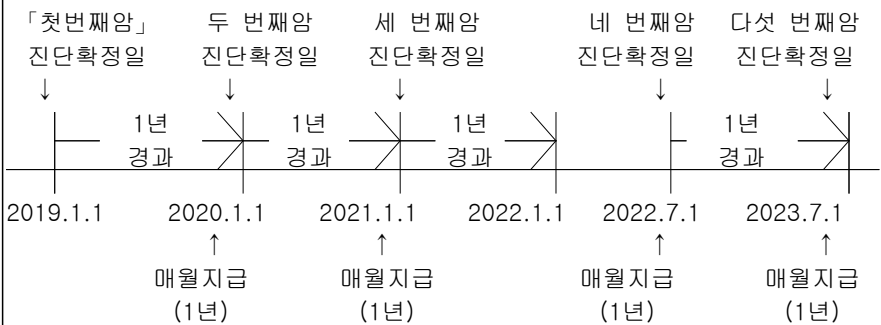 「첫번째암」 두 번째암 세 번째암 네 번째암 다섯 번째암
진단확정일 진단확정일 진단확정일 진단확정일 진단확정일
↓ ↓ ↓ ↓ ↓
1년 1년 1년 1년
경과 경과 경과 경과
2019.1.1 2020.1.1 2021.1.1 2022.1.1 2022.7.1 2023.7.1
↑ ↑ ↑ ↑
매월지급 매월지급 매월지급 매월지급
(1년) (1년) (1년) (1년)